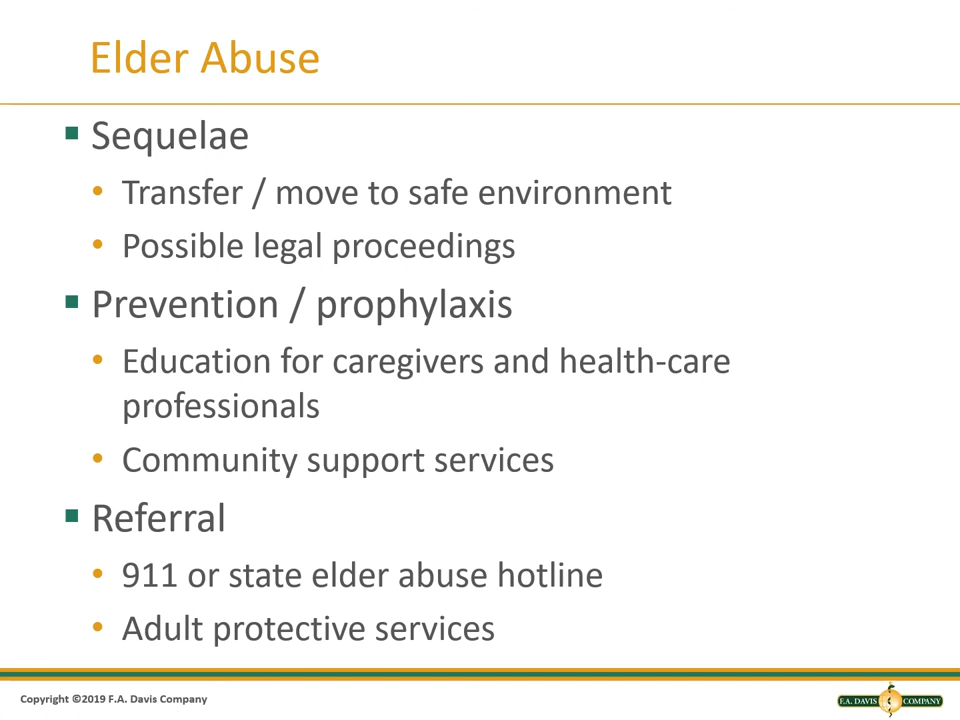 Elder Abuse
▪ Sequelae
• Transfer / move to safe environment
• Possible legal proceedings
▪ Prevention / prophylaxis
• Education for caregivers and health-care
professionals
• Community support services
▪ Referral
• 911 or state elder abuse hotline
• Adult protective services
Copyright ©2019 F.A. Davis Company
F.A. DAVIS COMPANY